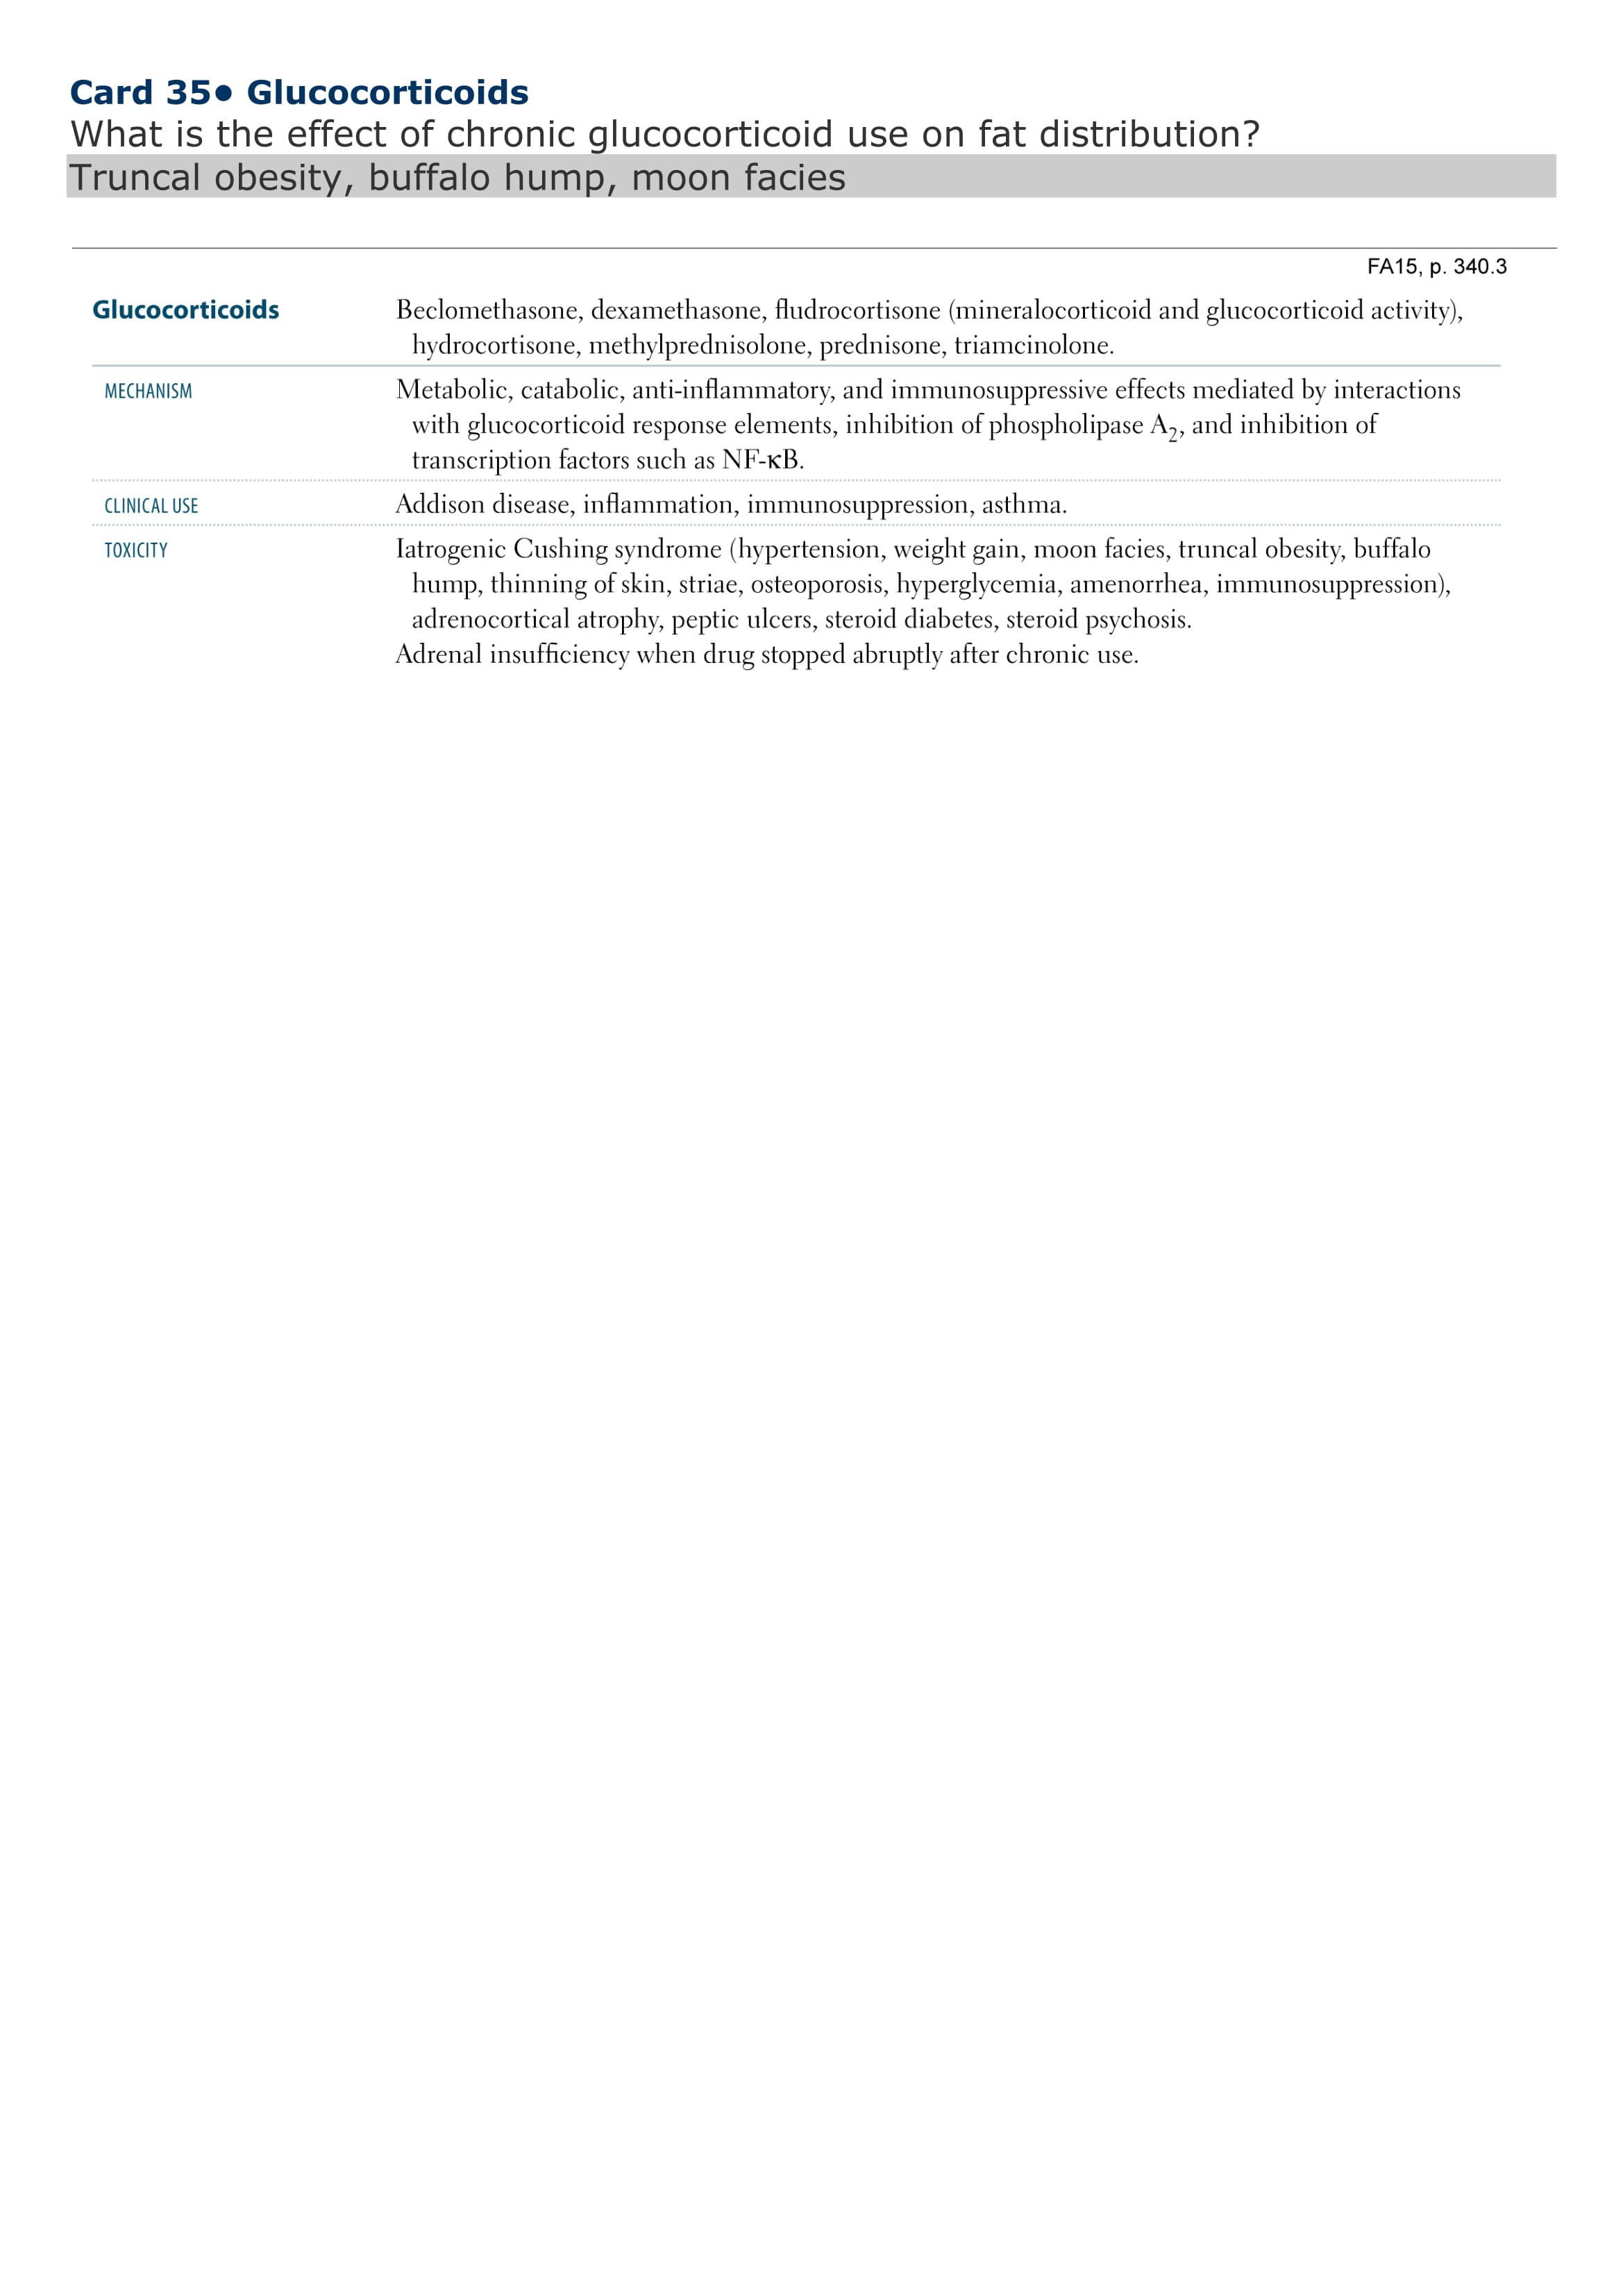 Card 35● Glucocorticoids
What is the effect of chronic glucocorticoid use on fat distribution?
Truncal obesity, buffalo hump, moon facies
FA15, p. 340.3
Glucocorticoids Beclomethasone, dexamethasone, fludrocortisone (mineralocorticoid and glucocorticoid activity),
hydrocortisone, methylprednisolone, prednisone, triamcinolone.
MECHANISM Metabolic, catabolic, anti-inflammatory, and immunosuppressive effects mediated by interactions
with glucocorticoid response elements, inhibition of phospholipase A₂, and inhibition of
transcription factors such as NF-κB.
CLINICAL USE Addison disease, inflammation, immunosuppression, asthma.
TOXICITY Iatrogenic Cushing syndrome (hypertension, weight gain, moon facies, truncal obesity, buffalo
hump, thinning of skin, striae, osteoporosis, hyperglycemia, amenorrhea, immunosuppression),
adrenocortical atrophy, peptic ulcers, steroid diabetes, steroid psychosis.
Adrenal insufficiency when drug stopped abruptly after chronic use.